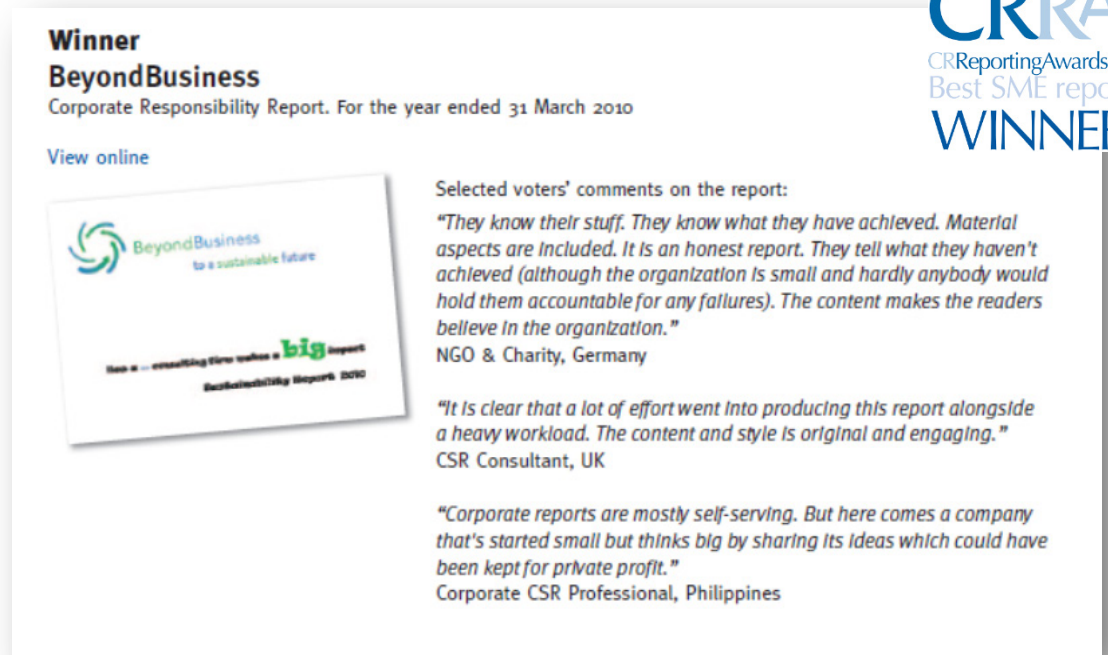 Winner
BeyondBusiness
Corporate Responsibility Report. For the year ended 31 March 2010
View online
CRRA
CRReportingAwards
Best SME repo
WINNE
BeyondBusiness
to a sustainable future
big
Sustainability Report 2010
Selected voters' comments on the report:
"They know their stuff. They know what they have achieved. Material
aspects are included. It is an honest report. They tell what they haven't
achieved (although the organization is small and hardly anybody would
hold them accountable for any failures). The content makes the readers
believe in the organization."
NGO & Charity, Germany
"It is clear that a lot of effort went into producing this report alongside
a heavy workload. The content and style is original and engaging."
CSR Consultant, UK
"Corporate reports are mostly self-serving. But here comes a company
that's started small but thinks big by sharing its ideas which could have
been kept for private profit."
Corporate CSR Professional, Philippines